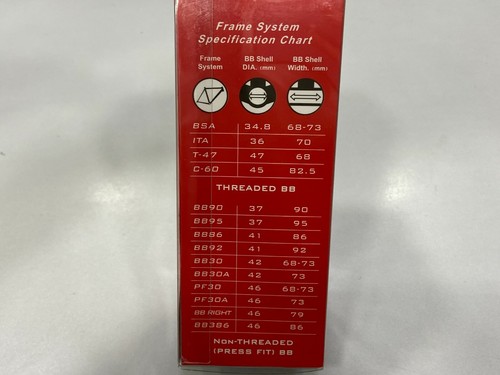 Frame System
Specification Chart
Frame System BB Shell DIA. (mm) BB Shell Width. (mm)
BSA 34.8 68-73
ITA 36 70
T-47 47 68
C-60 45 82.5
THREADED BB
BB90 37 90
BB95 37 95
BB86 41 86
BB92 41 92
BB30 42 68-73
BB30A 42 73
PF30 46 68-73
PF30A 46 73
BB RIGHT 46 79
BB386 46 86
NON-THREADED
(PRESS FIT) BB